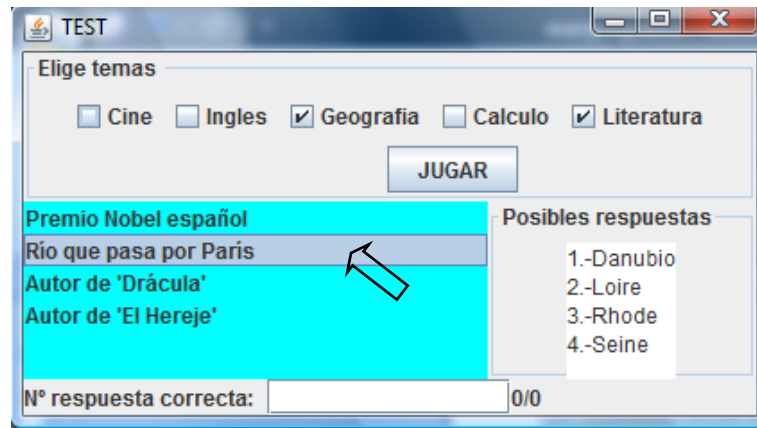 TEST
Elige temas
Cine Ingles Geografia Calculo Literatura
JUGAR
Premio Nobel español
Río que pasa por París
Autor de 'Drácula'
Autor de 'El Hereje'
Posibles respuestas
1.-Danubio
2.-Loire
3.-Rhode
4.-Seine
Nº respuesta correcta: 0/0